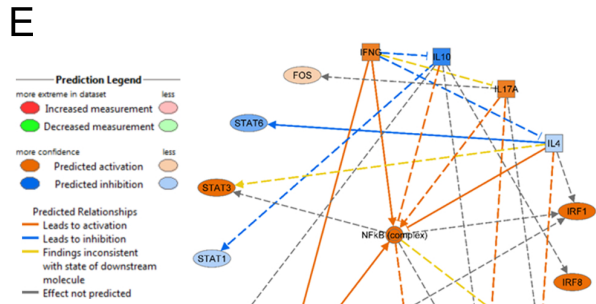 E
Prediction Legend
more extreme in dataset less
Increased measurement
Decreased measurement
more confidence less
Predicted activation
Predicted inhibition
Predicted Relationships
Leads to activation
Leads to inhibition
Findings inconsistent
with state of downstream
molecule
Effect not predicted
IFNG
IL10
FOS
IL17A
STAT6
IL4
STAT3
IRF1
NFkB (complex)
STAT1
IRF8